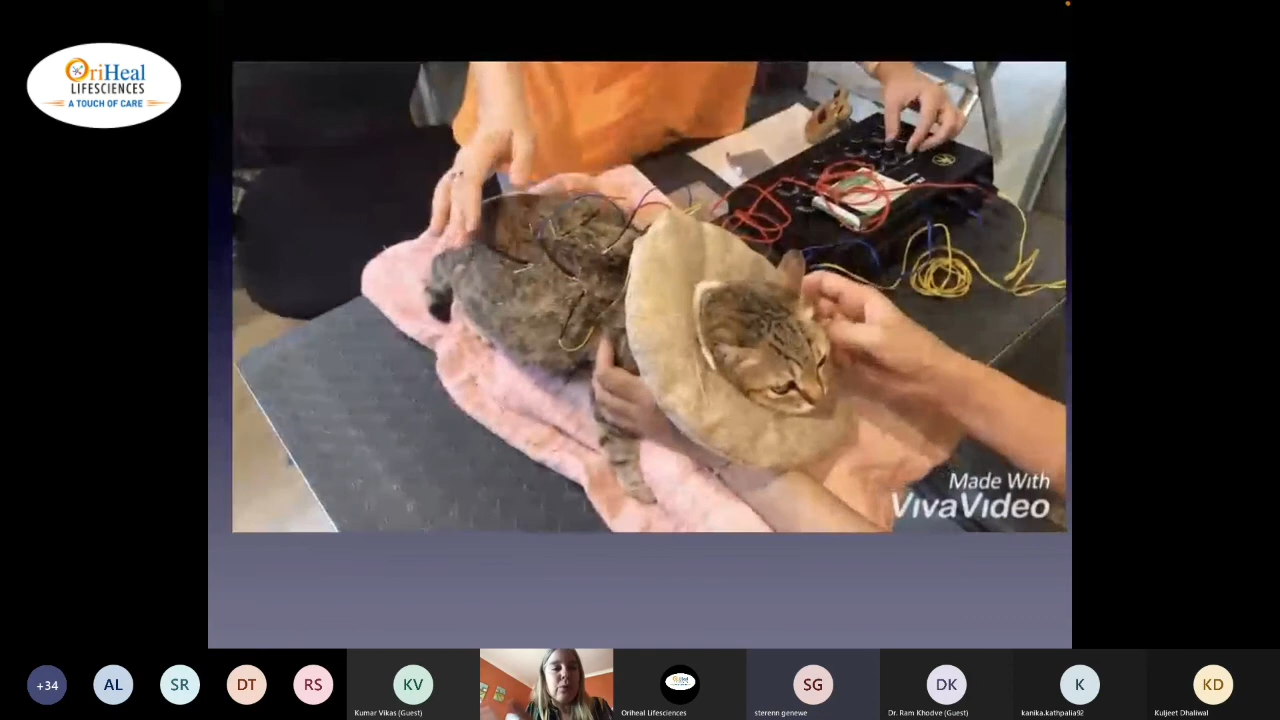 OriHeal
LIFESCIENCES
A TOUCH OF CARE
Made With
VivaVideo
+34
AL
SR
DT
RS
KV
SG
DK
K
KD
Kumar Vikas (Guest)
Oriheal Lifesciences
sterenn genewe
Dr. Ram Khodve (Guest)
kanika.kathpalia92
Kuljeet Dhaliwal